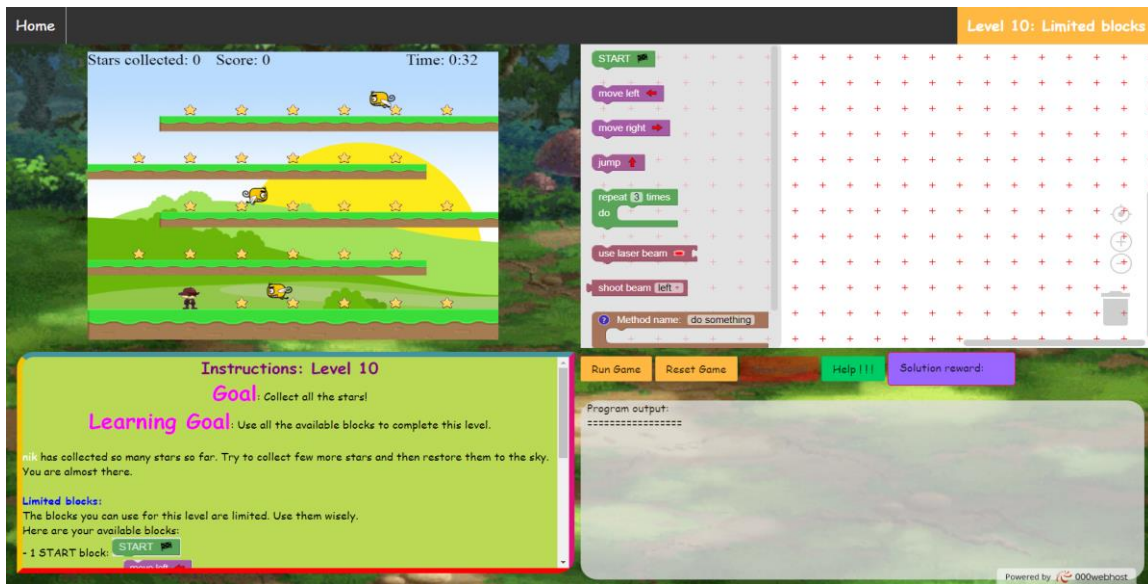 Home
Level 10: Limited blocks
Stars collected: 0 Score: 0 Time: 0:32
START
move left
move right
jump
repeat 3 times
do
use laser beam
shoot beam left
? Method name: do something
Instructions: Level 10
Goal: Collect all the stars!
Learning Goal: Use all the available blocks to complete this level.
nik has collected so many stars so far. Try to collect few more stars and then restore them to the sky.
You are almost there.
Limited blocks:
The blocks you can use for this level are limited. Use them wisely.
Here are your available blocks:
- 1 START block: START
move left
Run Game
Reset Game
Help !!!
Solution reward:
Program output:
=================
Powered by 000webhost